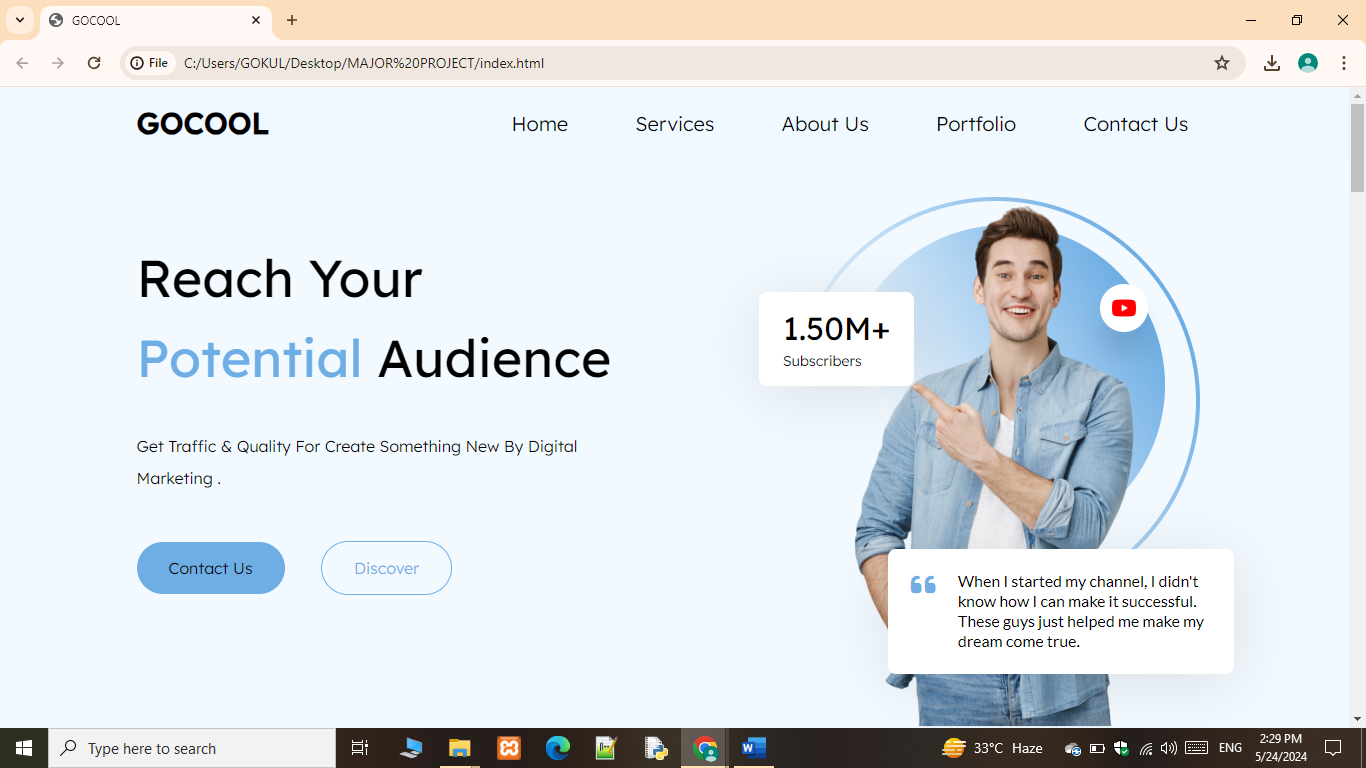 GOCOOL
File
C:/Users/GOKUL/Desktop/MAJOR%20PROJECT/index.html
GOCOOL
Home
Services
About Us
Portfolio
Contact Us
Reach Your
Potential Audience
Get Traffic & Quality For Create Something New By Digital
Marketing .
Contact Us
Discover
1.50M+
Subscribers
When I started my channel, I didn't
know how I can make it successful.
These guys just helped me make my
dream come true.
Type here to search
33°C Haze
ENG
2:29 PM
5/24/2024